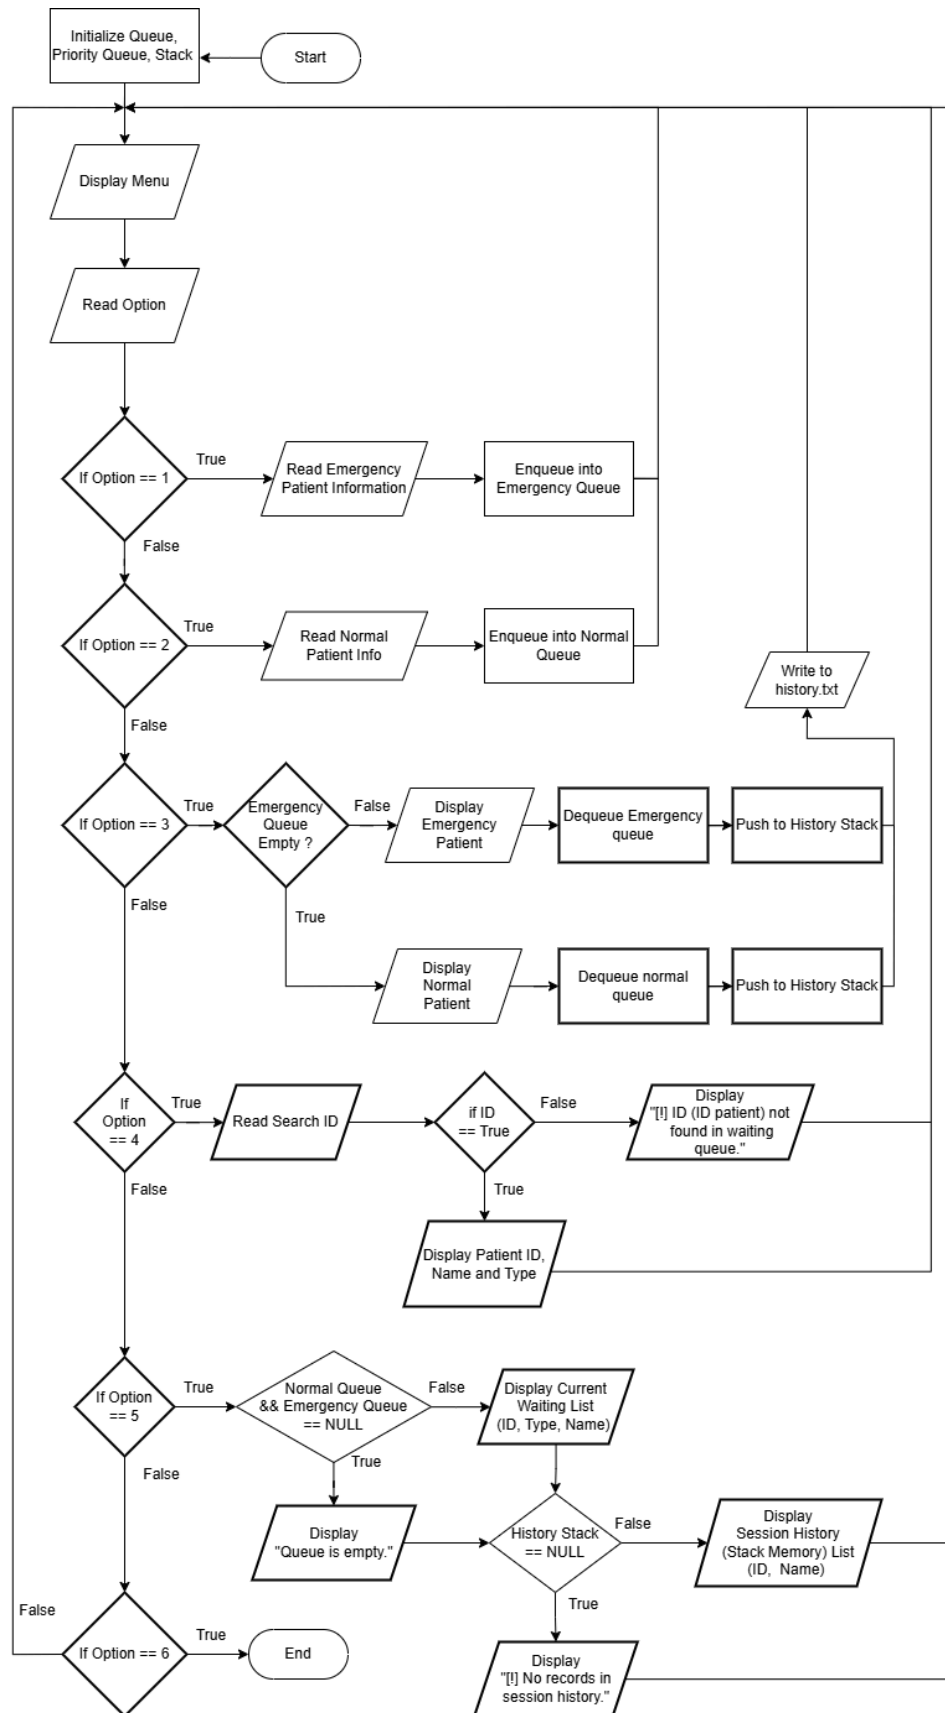 Initialize Queue,
Priority Queue, Stack
Start
Display Menu
Read Option
If Option == 1
True
Read Emergency
Patient Information
Enqueue into
Emergency Queue
False
If Option == 2
True
Read Normal
Patient Info
Enqueue into Normal
Queue
Write to
history.txt
False
If Option == 3
True
Emergency
Queue
Empty ?
False
Display
Emergency
Patient
Dequeue Emergency
queue
Push to History Stack
False
True
Display
Normal
Patient
Dequeue normal
queue
Push to History Stack
If
Option
== 4
True
Read Search ID
if ID
== True
False
Display
"[!] ID (ID patient) not
found in waiting
queue."
False
True
Display Patient ID,
Name and Type
If Option
== 5
True
Normal Queue
&& Emergency Queue
== NULL
False
Display Current
Waiting List
(ID, Type, Name)
False
True
Display
"Queue is empty."
History Stack
== NULL
False
Display
Session History
(Stack Memory) List
(ID, Name)
True
False
If Option == 6
True
End
Display
"[!] No records in
session history."